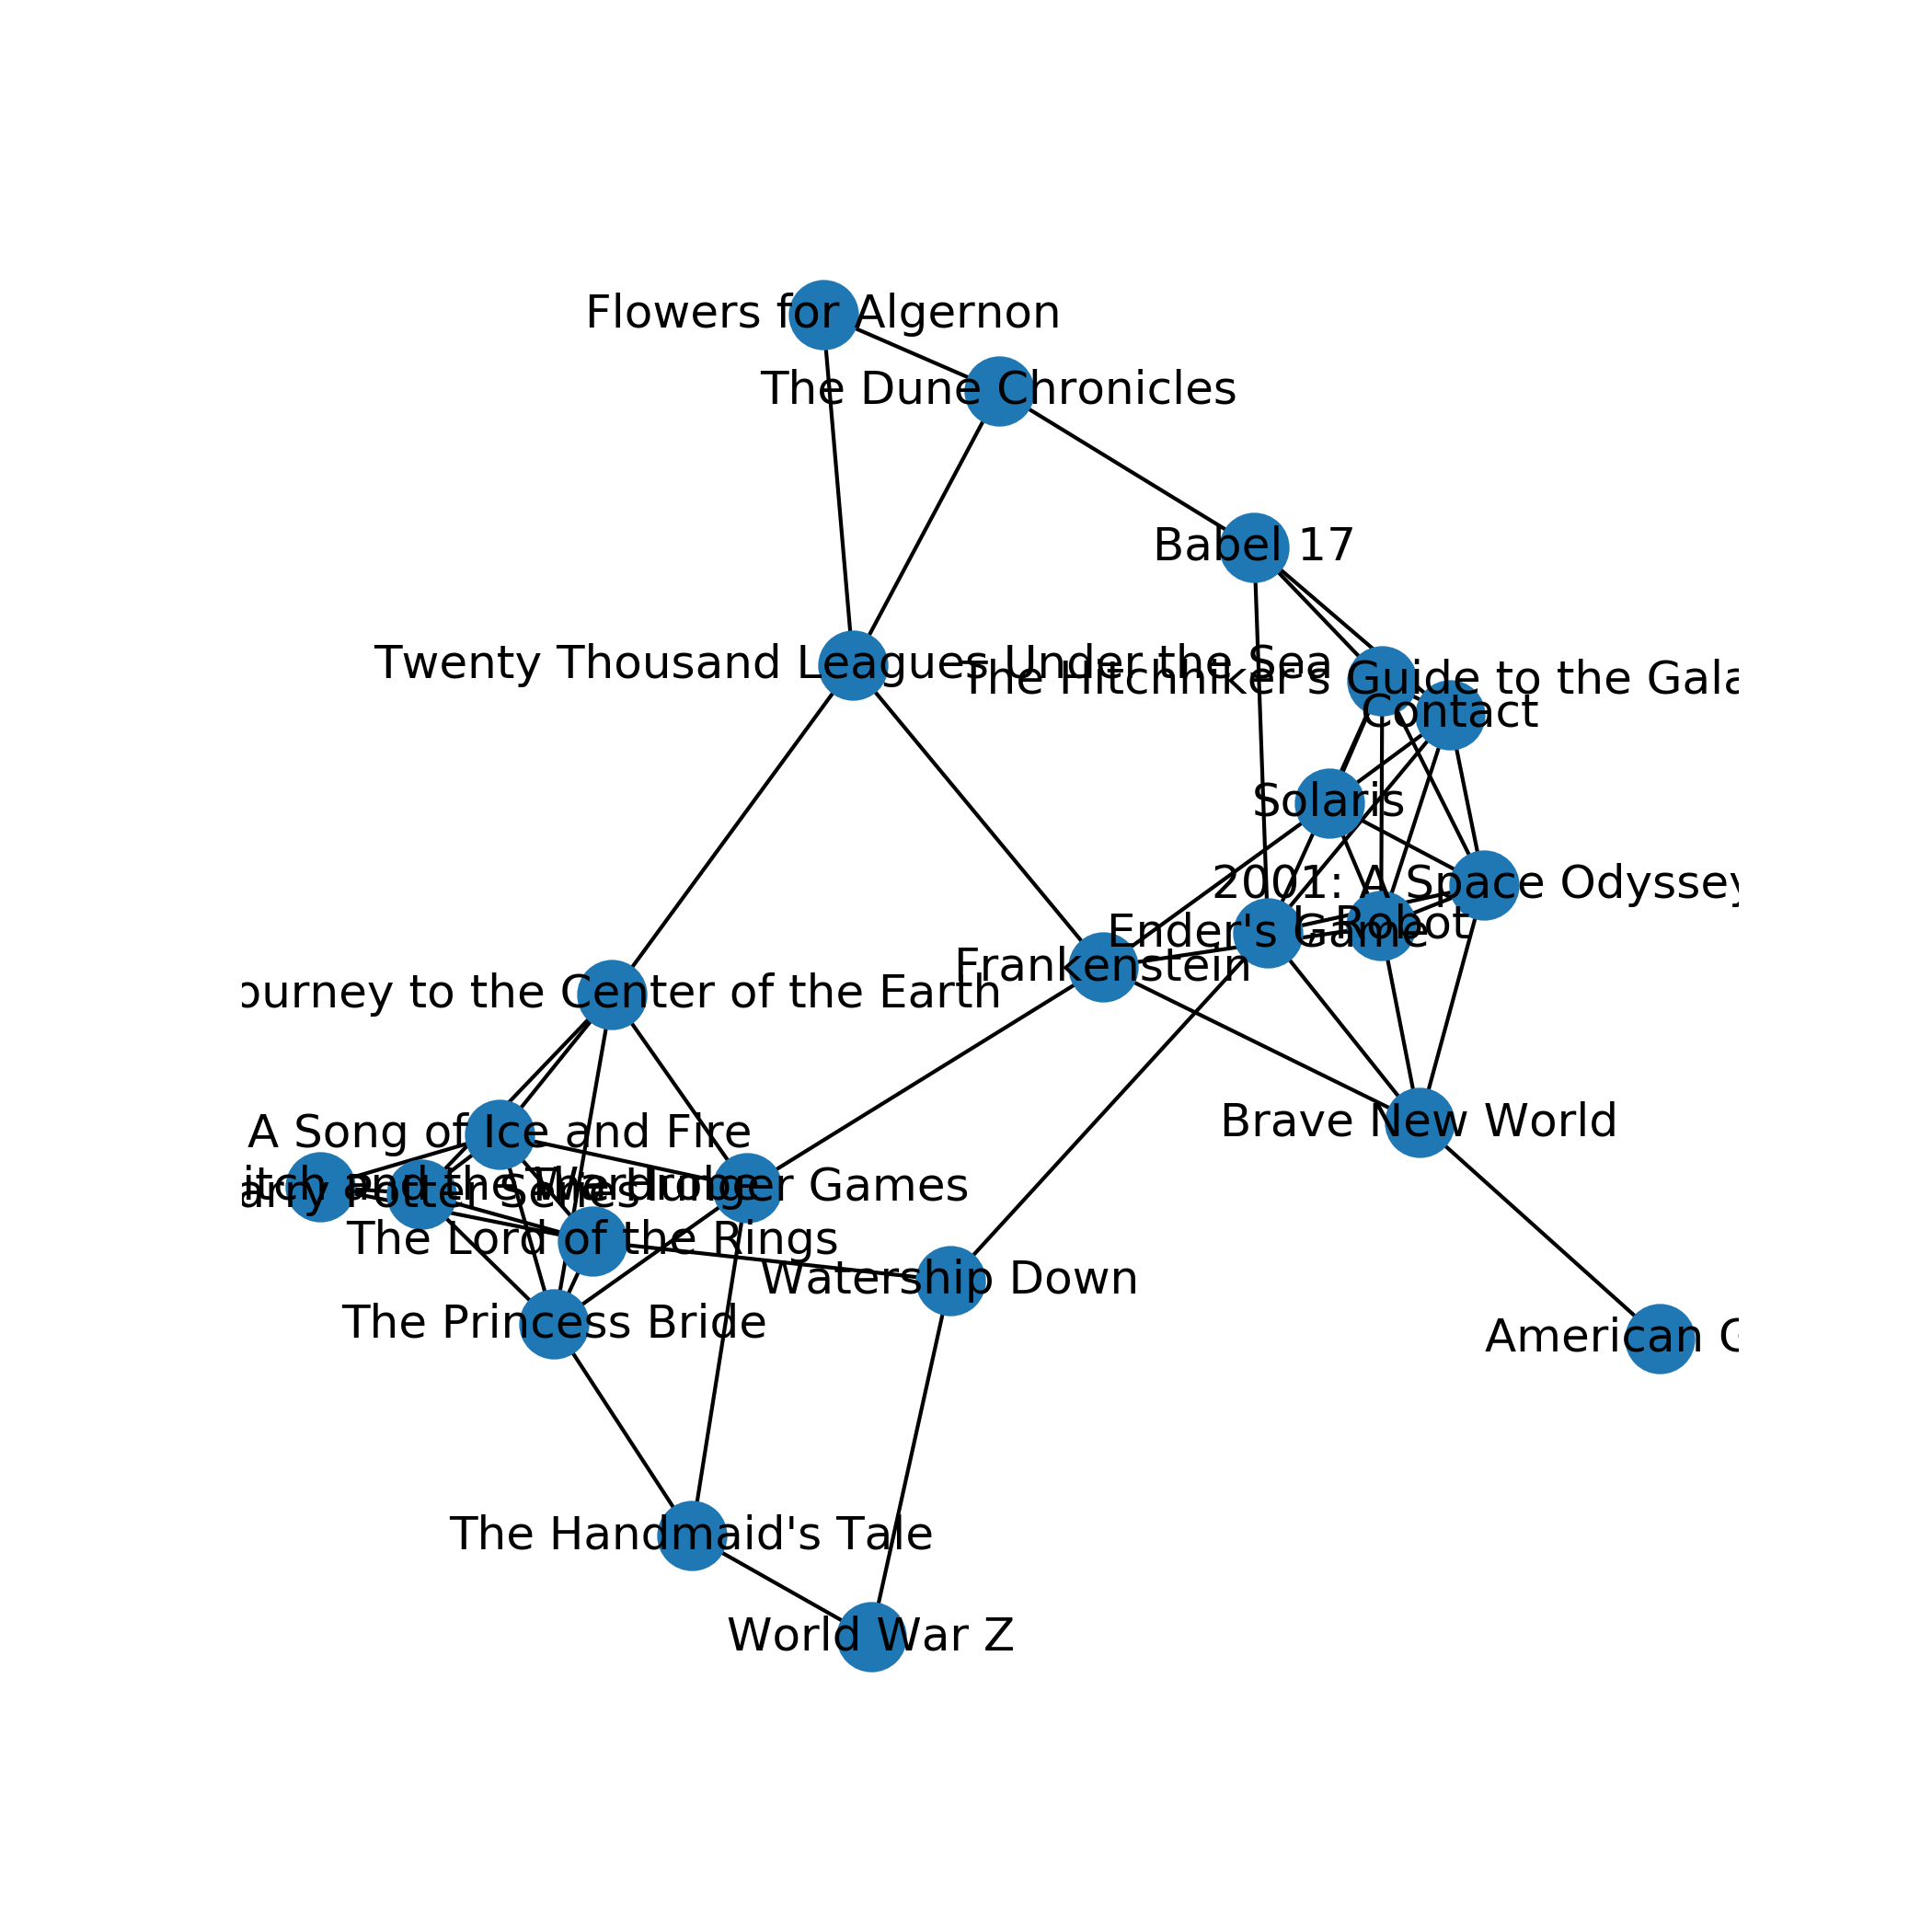 Flowers for Algernon
The Dune Chronicles
Babel 17
Twenty Thousand Leagues Under the Sea
The Hitchhiker's Guide to the Gala
Contact
Solaris
2001: A Space Odyssey
I, Robot
Ender's Game
Frankenstein
ourney to the Center of the Earth
Brave New World
A Song of Ice and Fire
itch and the Wardrobe
The Hunger Games
arry Potter Series
The Lord of the Rings
Watership Down
The Princess Bride
American G
The Handmaid's Tale
World War Z